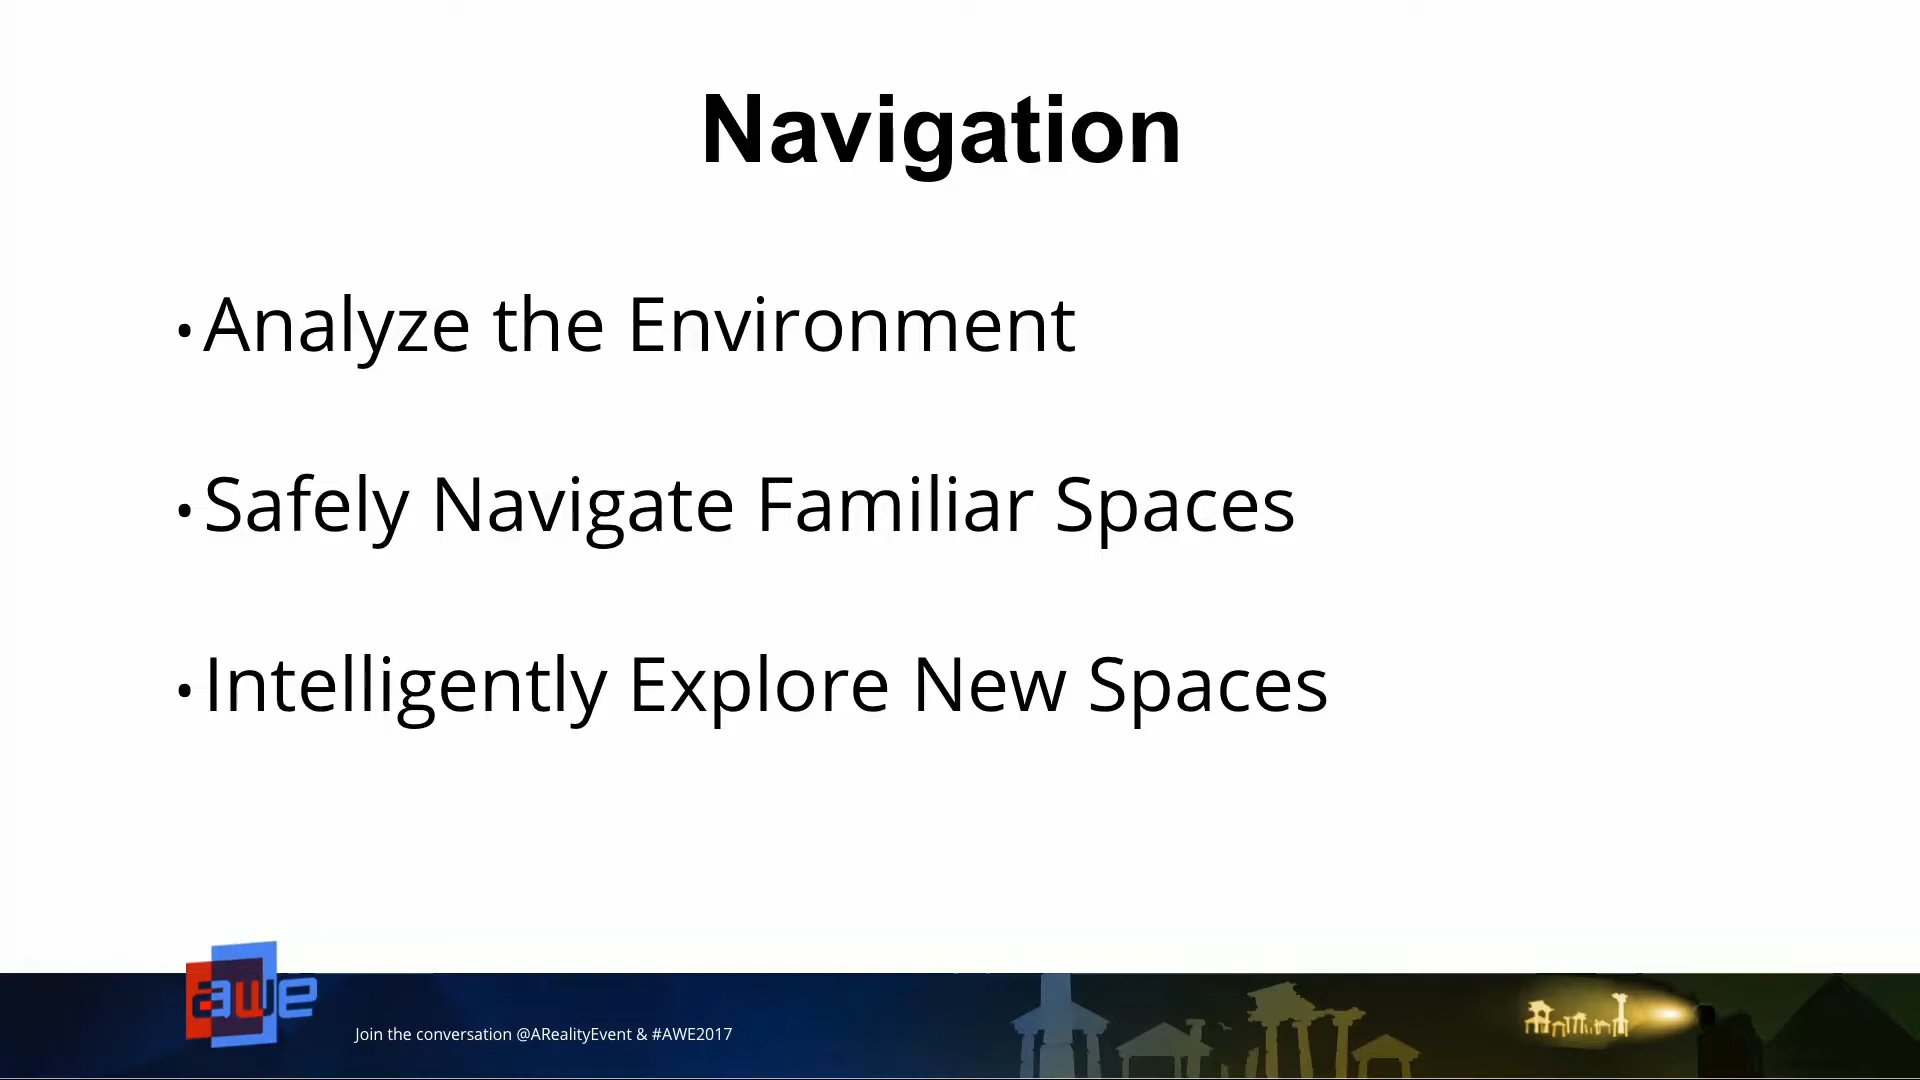 Navigation
• Analyze the Environment
• Safely Navigate Familiar Spaces
• Intelligently Explore New Spaces
awe
Join the conversation @ARealityEvent & #AWE2017